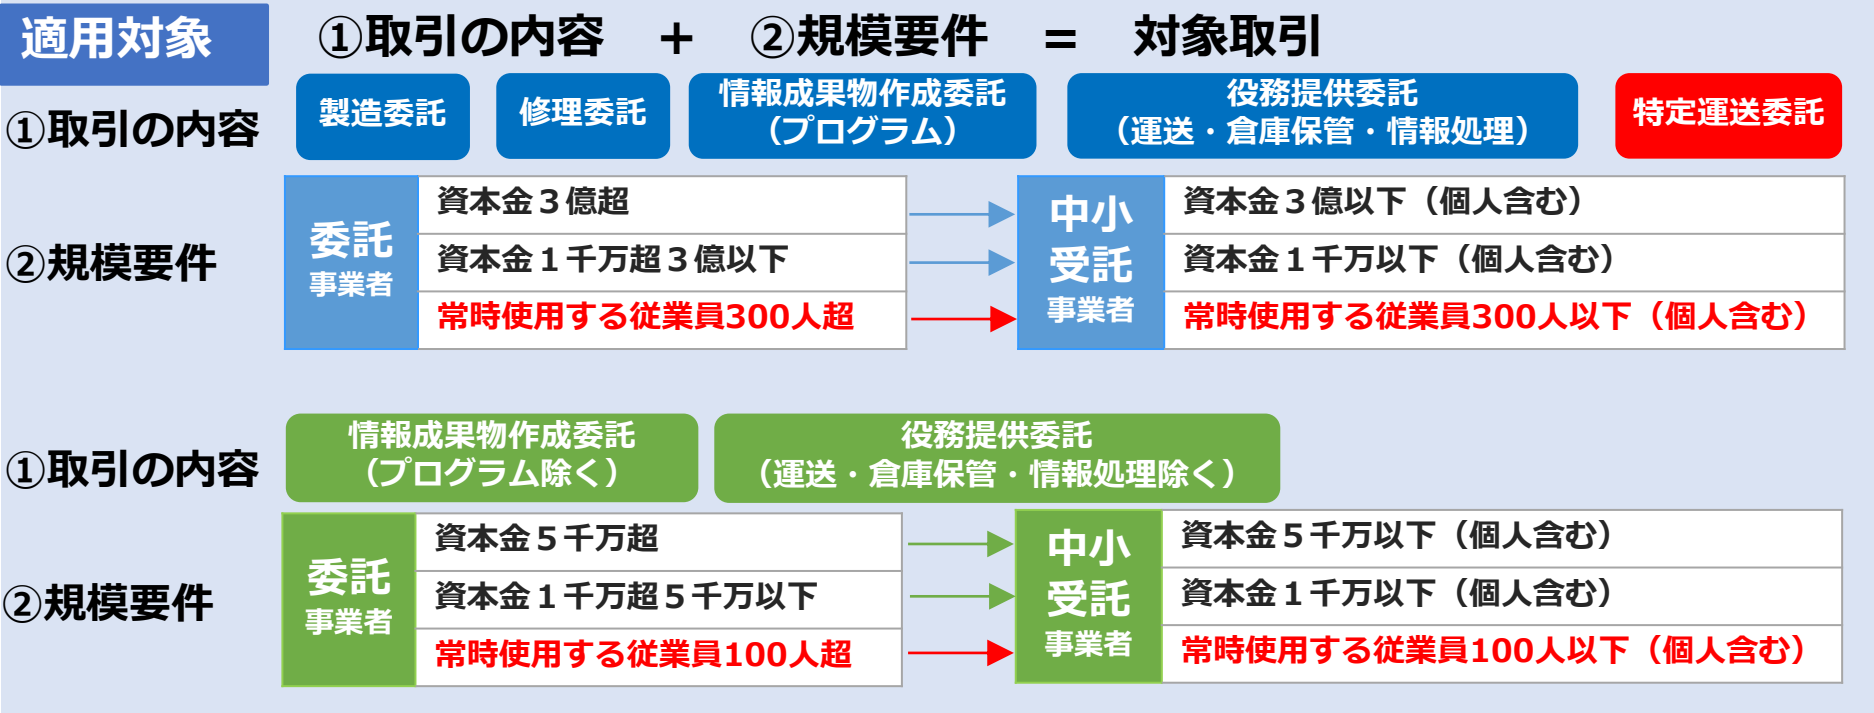 適用対象
①取引の内容 ＋ ②規模要件 ＝ 対象取引
①取引の内容
製造委託
修理委託
情報成果物作成委託
（プログラム）
役務提供委託
（運送・倉庫保管・情報処理）
特定運送委託
②規模要件
委託
事業者
資本金３億超
資本金１千万超３億以下
常時使用する従業員300人超
中小
受託
事業者
資本金３億以下（個人含む）
資本金１千万以下（個人含む）
常時使用する従業員300人以下（個人含む）
①取引の内容
情報成果物作成委託
（プログラム除く）
役務提供委託
（運送・倉庫保管・情報処理除く）
②規模要件
委託
事業者
資本金５千万超
資本金１千万超５千万以下
常時使用する従業員100人超
中小
受託
事業者
資本金５千万以下（個人含む）
資本金１千万以下（個人含む）
常時使用する従業員100人以下（個人含む）